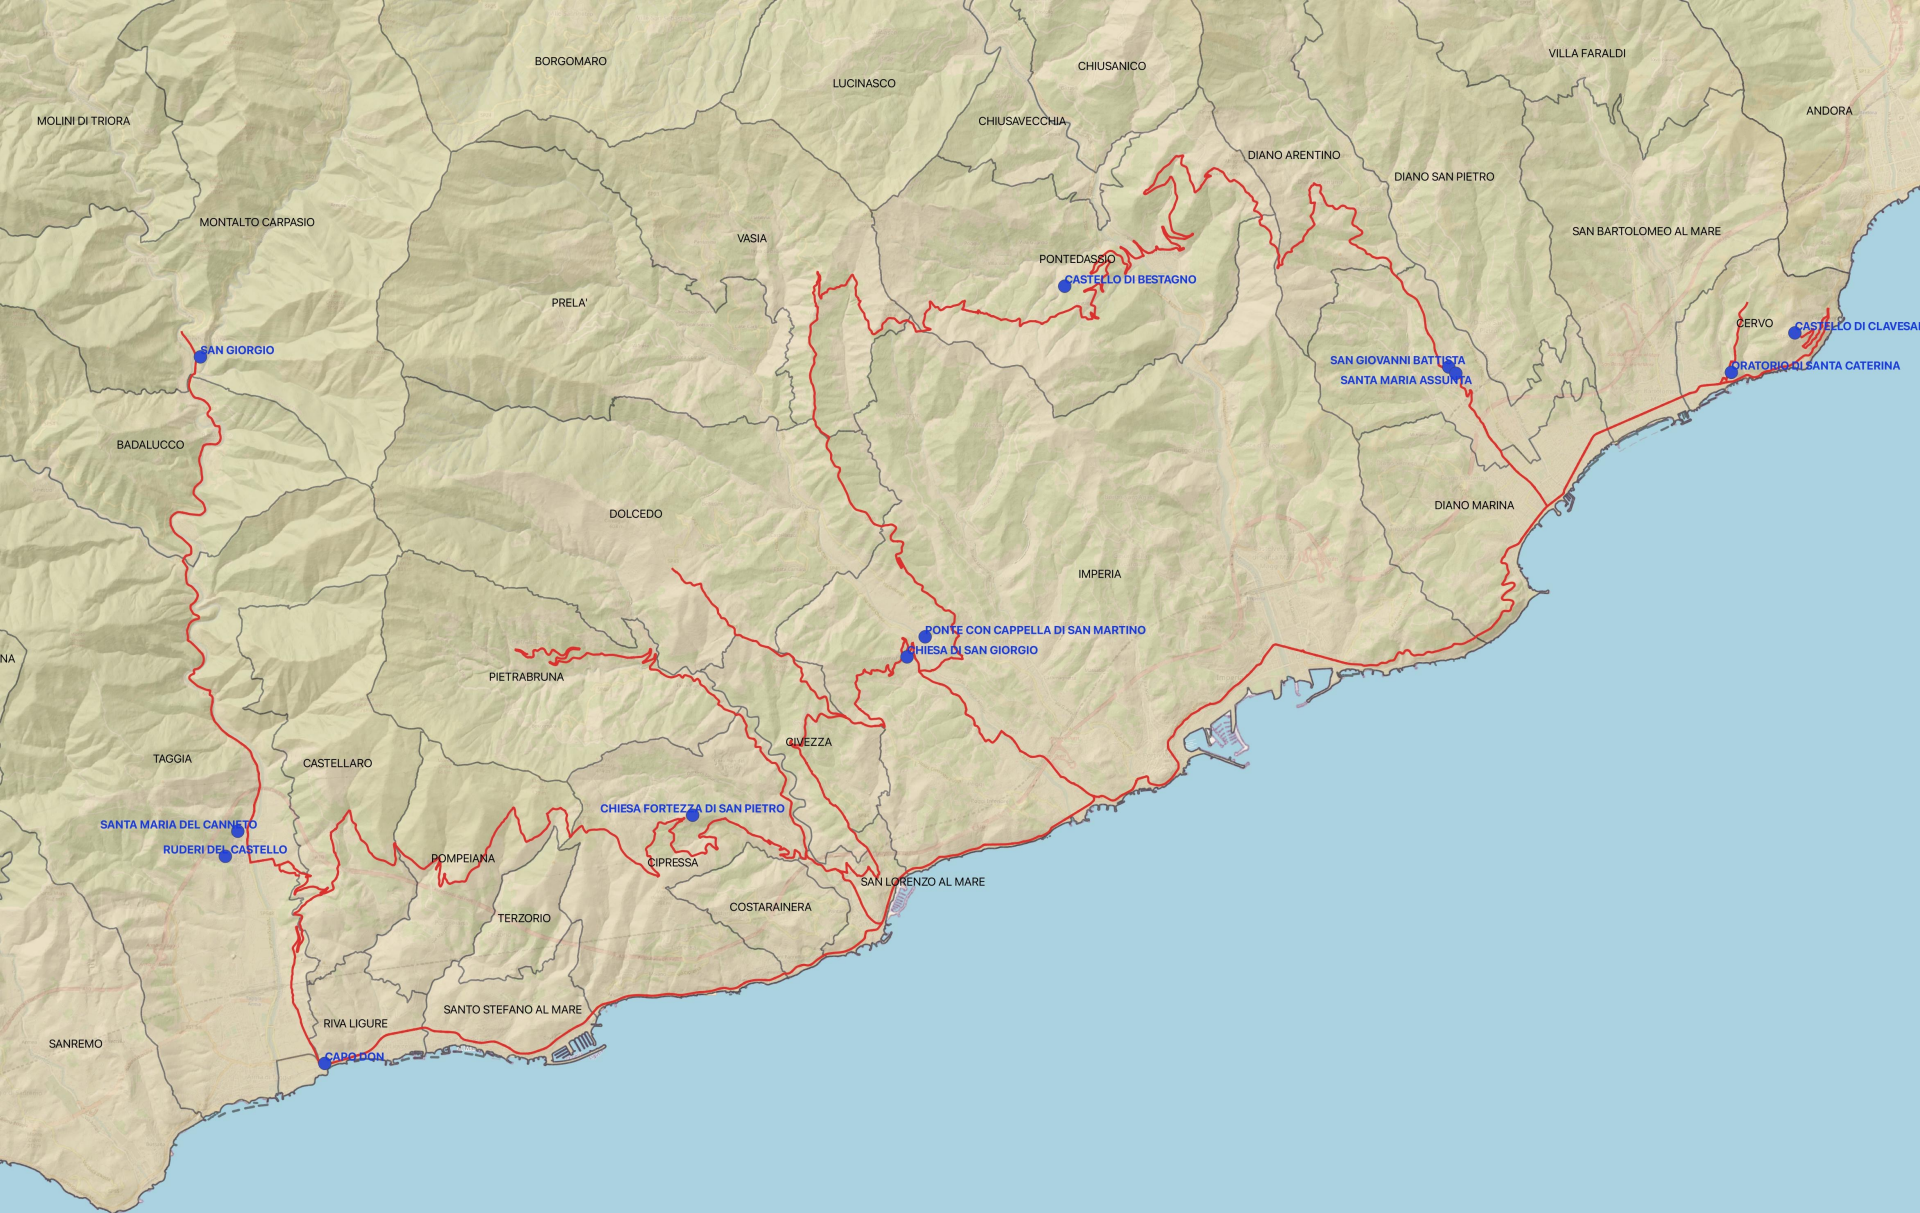 VILLA FARALDI
BORGOMARO
CHIUSANICO
LUCINASCO
ANDORA
MOLINI DI TRIORA
CHIUSAVECCHIA
DIANO ARENTINO
DIANO SAN PIETRO
MONTALTO CARPASIO
SAN BARTOLOMEO AL MARE
VASIA
PONTEDASSIO
CASTELLO DI BESTAGNO
PRELA'
CERVO
CASTELLO DI CLAVESA
SAN GIORGIO
SAN GIOVANNI BATTISTA
ORATORIO DI SANTA CATERINA
SANTA MARIA ASSUNTA
BADALUCCO
DIANO MARINA
DOLCEDO
IMPERIA
PONTE CON CAPPELLA DI SAN MARTINO
CHIESA DI SAN GIORGIO
NA
PIETRABRUNA
CIVEZZA
TAGGIA
CASTELLARO
CHIESA FORTEZZA DI SAN PIETRO
SANTA MARIA DEL CANNETO
RUDERI DEL CASTELLO
POMPEIANA
CIPRESSA
SAN LORENZO AL MARE
COSTARAINERA
TERZORIO
SANTO STEFANO AL MARE
RIVA LIGURE
SANREMO
CAPO DON